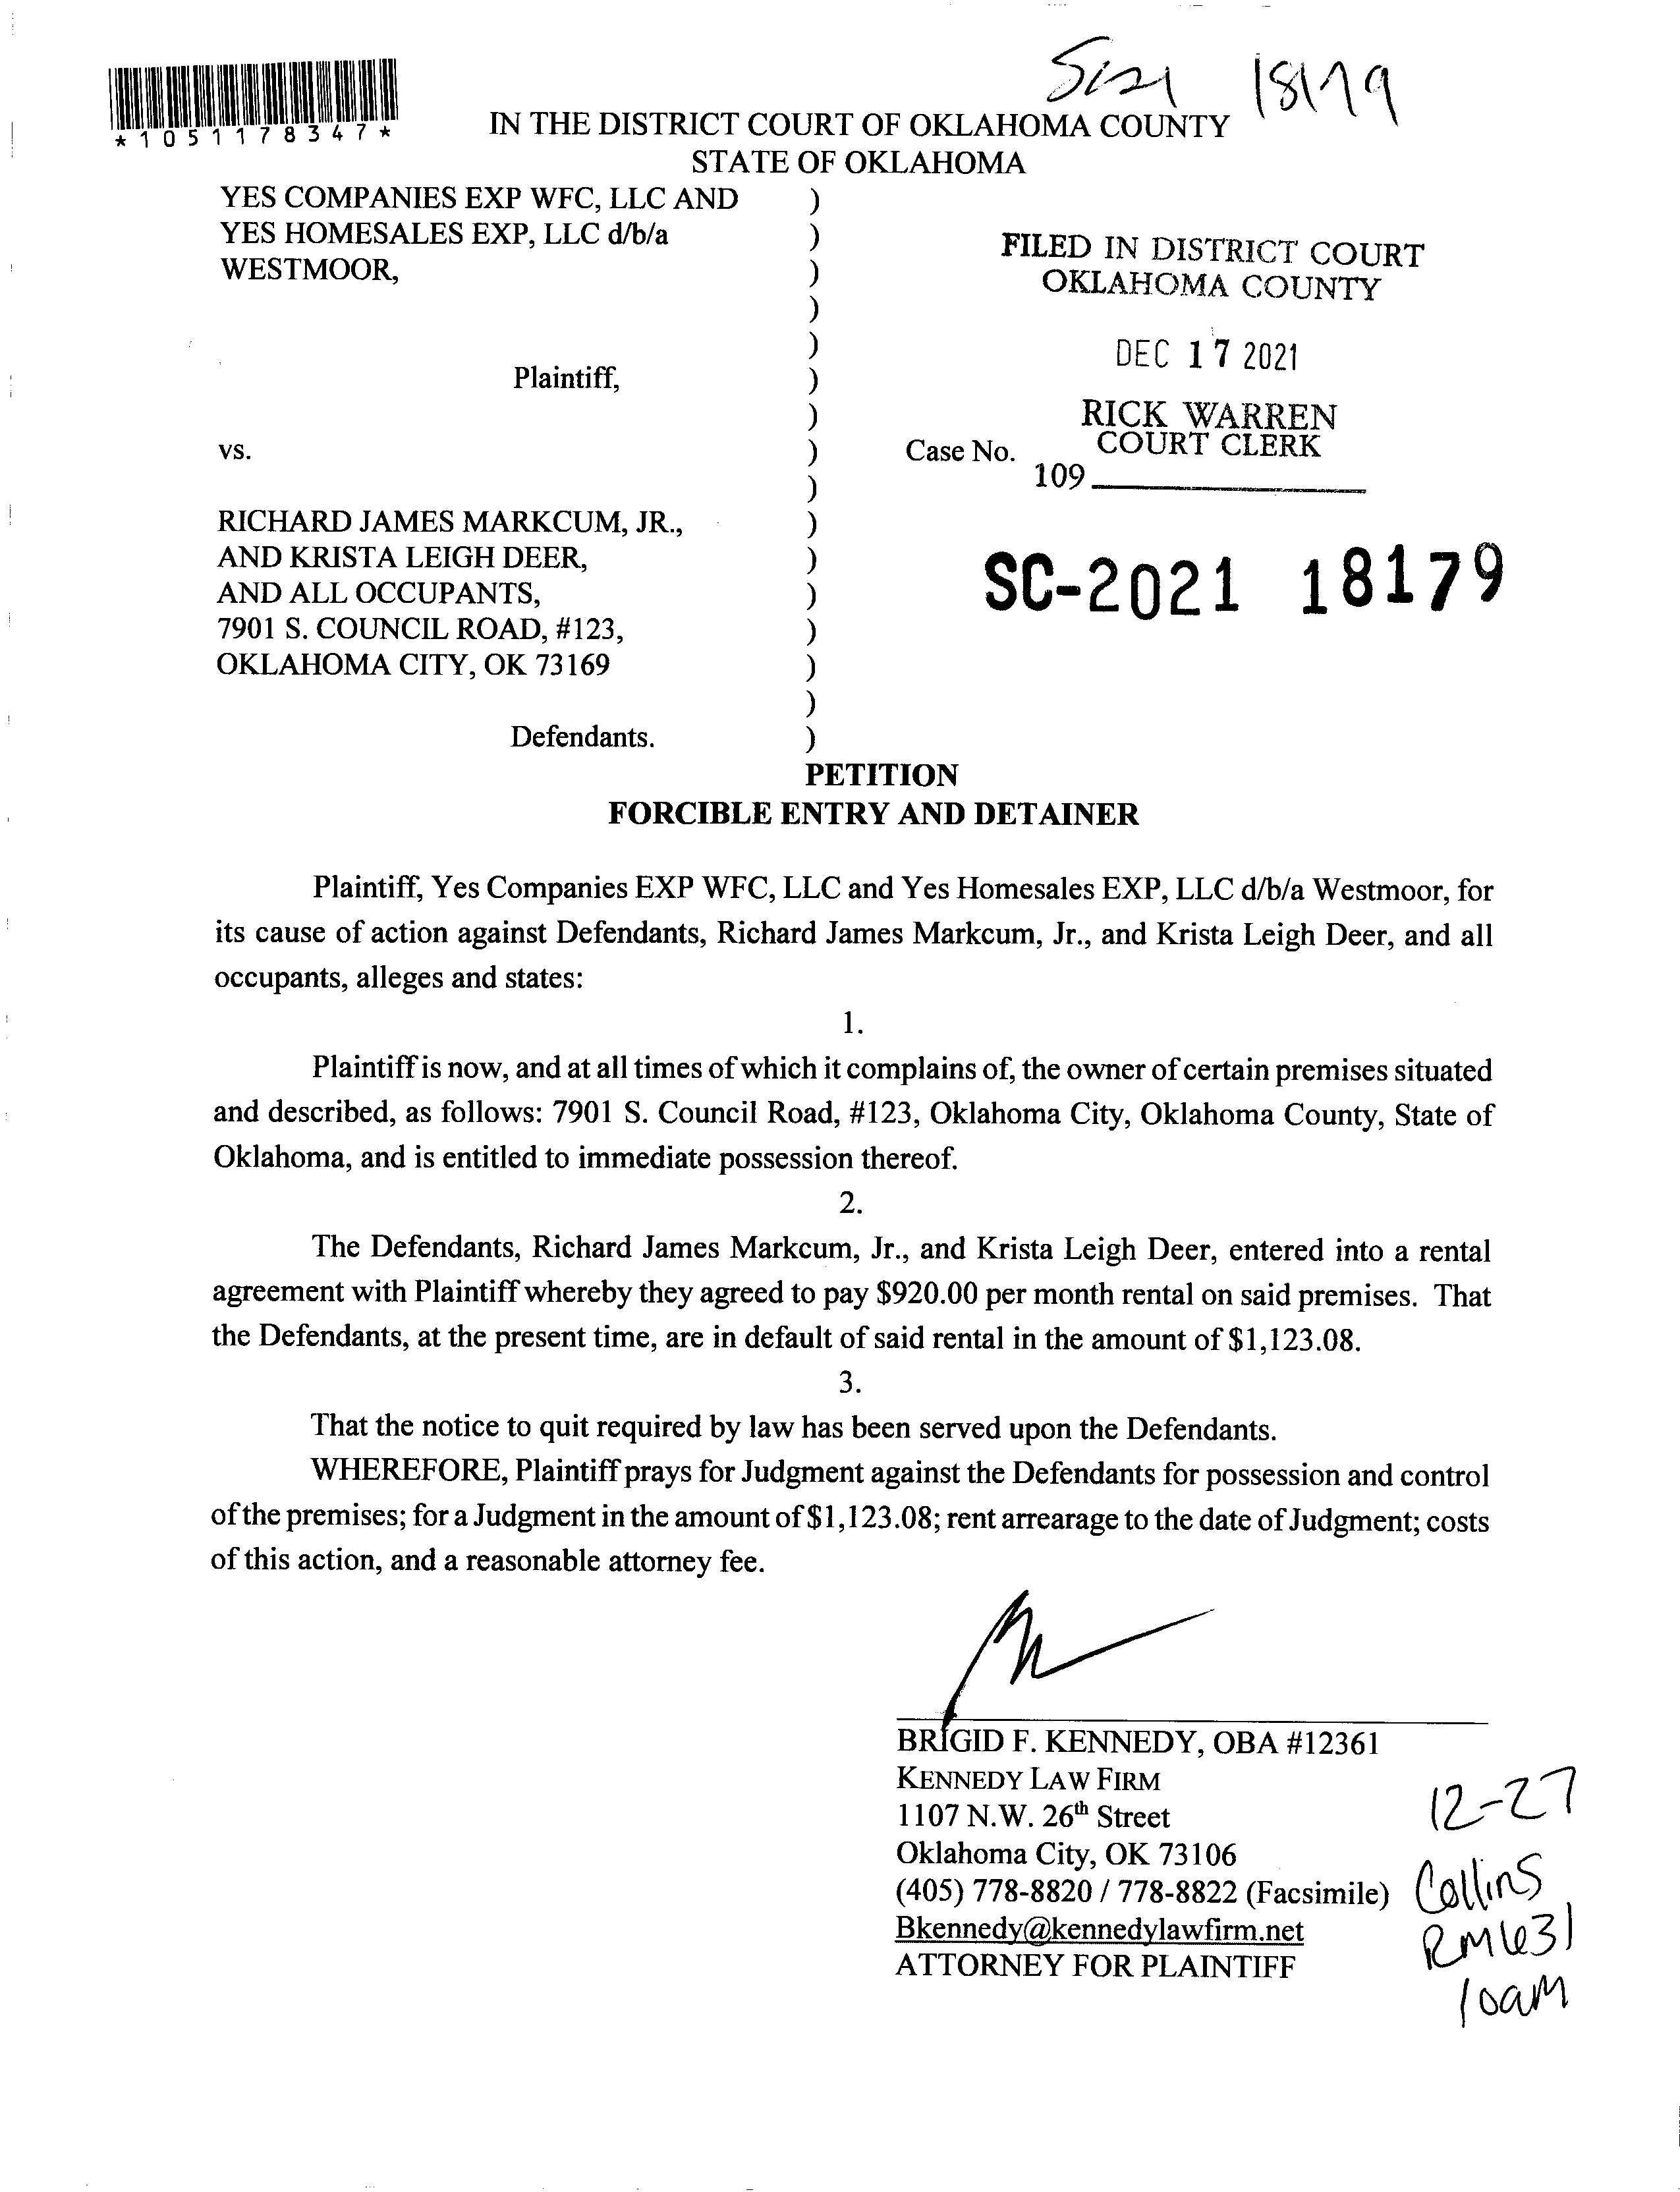 SC21 18179
*1051178347*
IN THE DISTRICT COURT OF OKLAHOMA COUNTY
STATE OF OKLAHOMA
YES COMPANIES EXP WFC, LLC AND )
YES HOMESALES EXP, LLC d/b/a )
WESTMOOR, )
)
)
Plaintiff, )
)
vs. )
)
RICHARD JAMES MARKCUM, JR., )
AND KRISTA LEIGH DEER, )
AND ALL OCCUPANTS, )
7901 S. COUNCIL ROAD, #123, )
OKLAHOMA CITY, OK 73169 )
)
Defendants. )
FILED IN DISTRICT COURT
OKLAHOMA COUNTY
DEC 17 2021
RICK WARREN
COURT CLERK
Case No.
109
SC-2021 18179
PETITION
FORCIBLE ENTRY AND DETAINER
Plaintiff, Yes Companies EXP WFC, LLC and Yes Homesales EXP, LLC d/b/a Westmoor, for
its cause of action against Defendants, Richard James Markcum, Jr., and Krista Leigh Deer, and all
occupants, alleges and states:
1.
Plaintiff is now, and at all times of which it complains of, the owner of certain premises situated
and described, as follows: 7901 S. Council Road, #123, Oklahoma City, Oklahoma County, State of
Oklahoma, and is entitled to immediate possession thereof.
2.
The Defendants, Richard James Markcum, Jr., and Krista Leigh Deer, entered into a rental
agreement with Plaintiff whereby they agreed to pay $920.00 per month rental on said premises. That
the Defendants, at the present time, are in default of said rental in the amount of $1,123.08.
3.
That the notice to quit required by law has been served upon the Defendants.
WHEREFORE, Plaintiff prays for Judgment against the Defendants for possession and control
of the premises; for a Judgment in the amount of $1,123.08; rent arrearage to the date of Judgment; costs
of this action, and a reasonable attorney fee.
BRIGID F. KENNEDY, OBA #12361
KENNEDY LAW FIRM
1107 N.W. 26th Street
Oklahoma City, OK 73106
(405) 778-8820 / 778-8822 (Facsimile)
Bkennedy@kennedylawfirm.net
ATTORNEY FOR PLAINTIFF
12-27
Collins
RM 631
10am